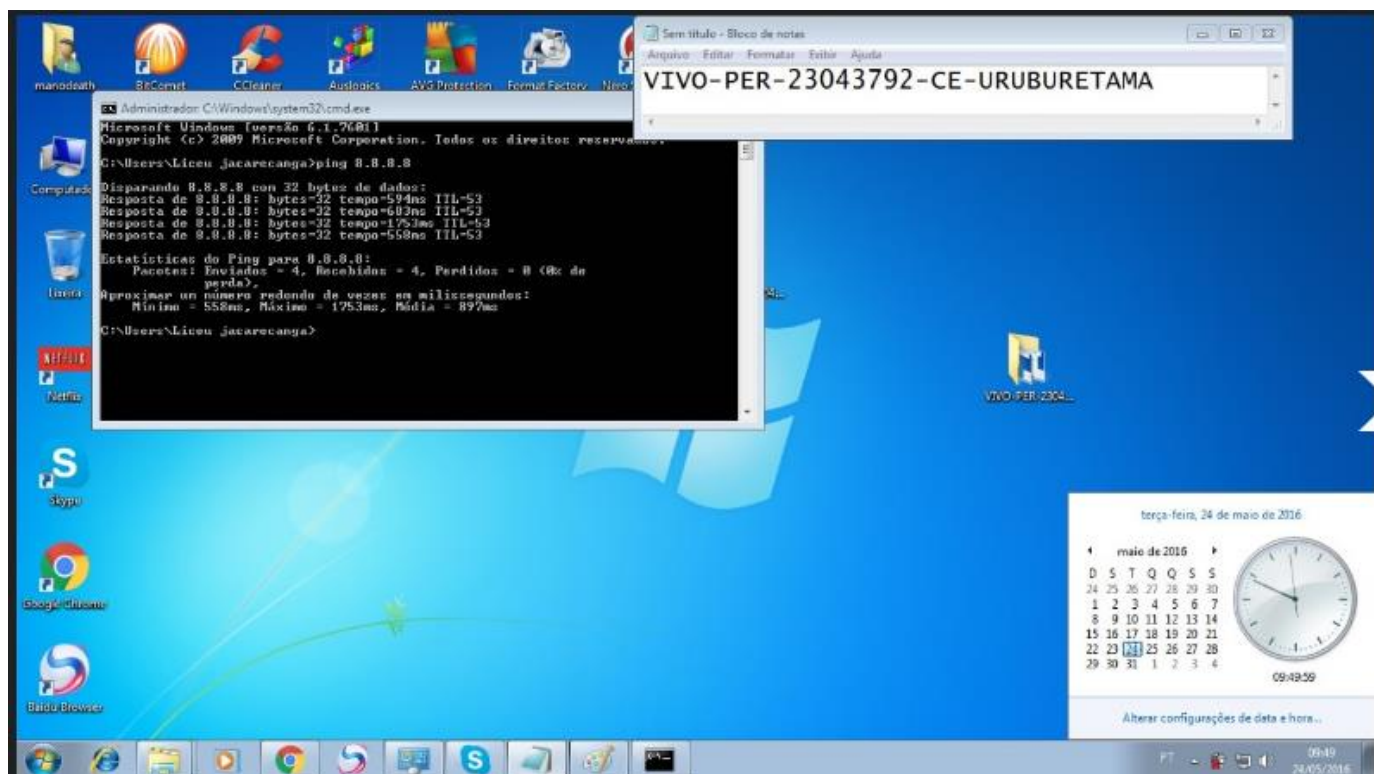 manodeath
BitComet
CCleaner
Auslogics
AVG Protection
Format Factory
Nero
Sem título - Bloco de notas
Arquivo Editar Formatar Exibir Ajuda
VIVO-PER-23043792-CE-URUBURETAMA
Administrador: C:\Windows\system32\cmd.exe
Microsoft Windows [versão 6.1.7601]
Copyright (c) 2009 Microsoft Corporation. Todos os direitos reservados.
C:\Users\Liceu jacarecanga>ping 8.8.8.8
Disparando 8.8.8.8 com 32 bytes de dados:
Resposta de 8.8.8.8: bytes=32 tempo=594ms TTL=53
Resposta de 8.8.8.8: bytes=32 tempo=683ms TTL=53
Resposta de 8.8.8.8: bytes=32 tempo=1753ms TTL=53
Resposta de 8.8.8.8: bytes=32 tempo=558ms TTL=53
Estatísticas do Ping para 8.8.8.8:
Pacotes: Enviados = 4, Recebidos = 4, Perdidos = 0 (0% de
perda),
Aproximar um número redondo de vezes em milissegundos:
Mínimo = 558ms, Máximo = 1753ms, Média = 897ms
C:\Users\Liceu jacarecanga>
Computado
Lixeira
NETFLIX
Netflix
Skype
Google Chrome
Baidu Browser
VIVO-PER-2304...
terça-feira, 24 de maio de 2016
maio de 2016
D S T Q Q S S
24 25 26 27 28 29 30
1 2 3 4 5 6 7
8 9 10 11 12 13 14
15 16 17 18 19 20 21
22 23 24 25 26 27 28
29 30 31 1 2 3 4
09:49:59
Alterar configurações de data e hora...
PT
09:49
24/05/2016